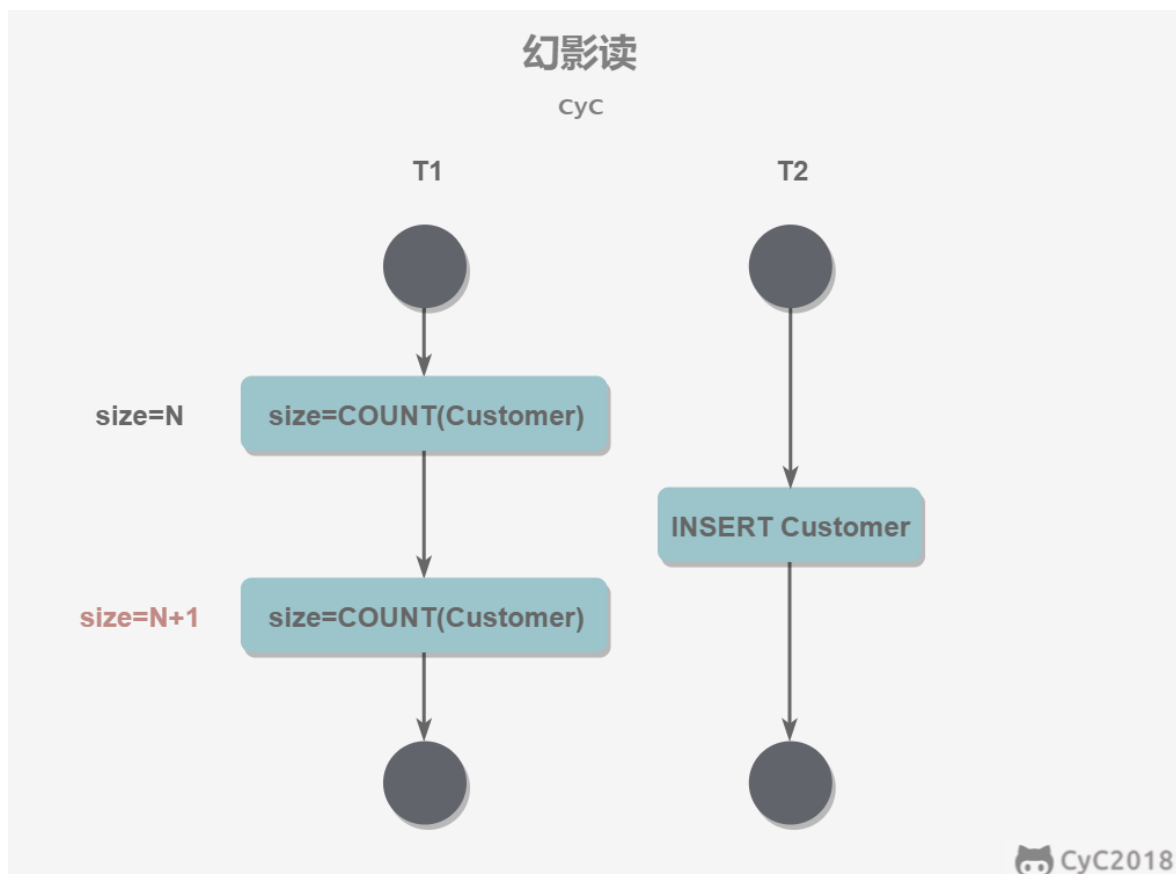 幻影读
CyC
T1
T2
size=N
size=COUNT(Customer)
INSERT Customer
size=N+1
size=COUNT(Customer)
CyC2018